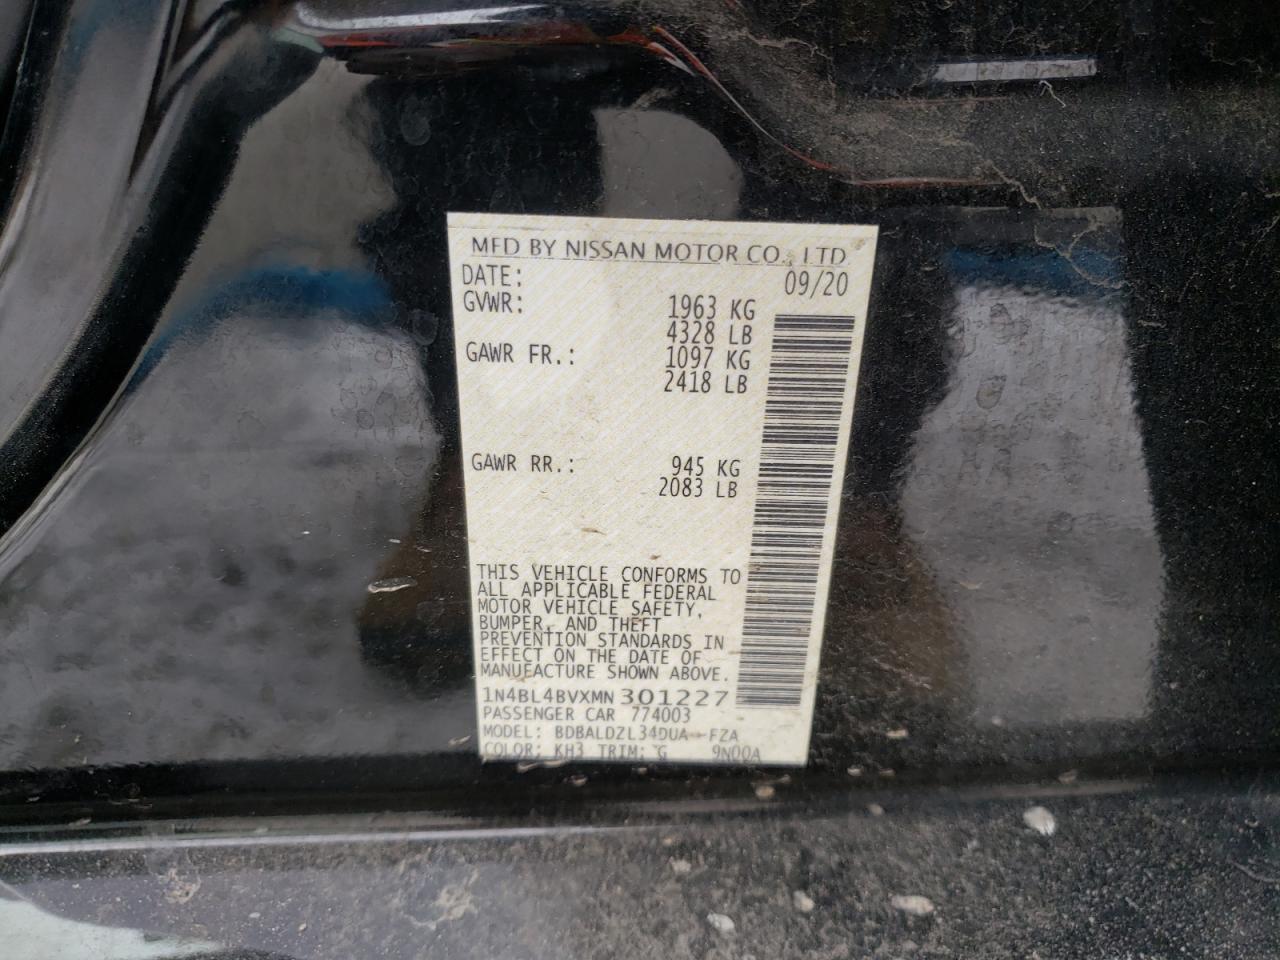 MFD BY NISSAN MOTOR CO., LTD.
DATE: 09/20
GVWR: 1963 KG
4328 LB
GAWR FR.: 1097 KG
2418 LB
GAWR RR.: 945 KG
2083 LB
THIS VEHICLE CONFORMS TO
ALL APPLICABLE FEDERAL
MOTOR VEHICLE SAFETY,
BUMPER, AND THEFT
PREVENTION STANDARDS IN
EFFECT ON THE DATE OF
MANUFACTURE SHOWN ABOVE.
1N4BL4BVXMN301227
PASSENGER CAR 774003
MODEL: BDBALDZL34DUA--FZA
COLOR: KH3 TRIM: G 9N00A